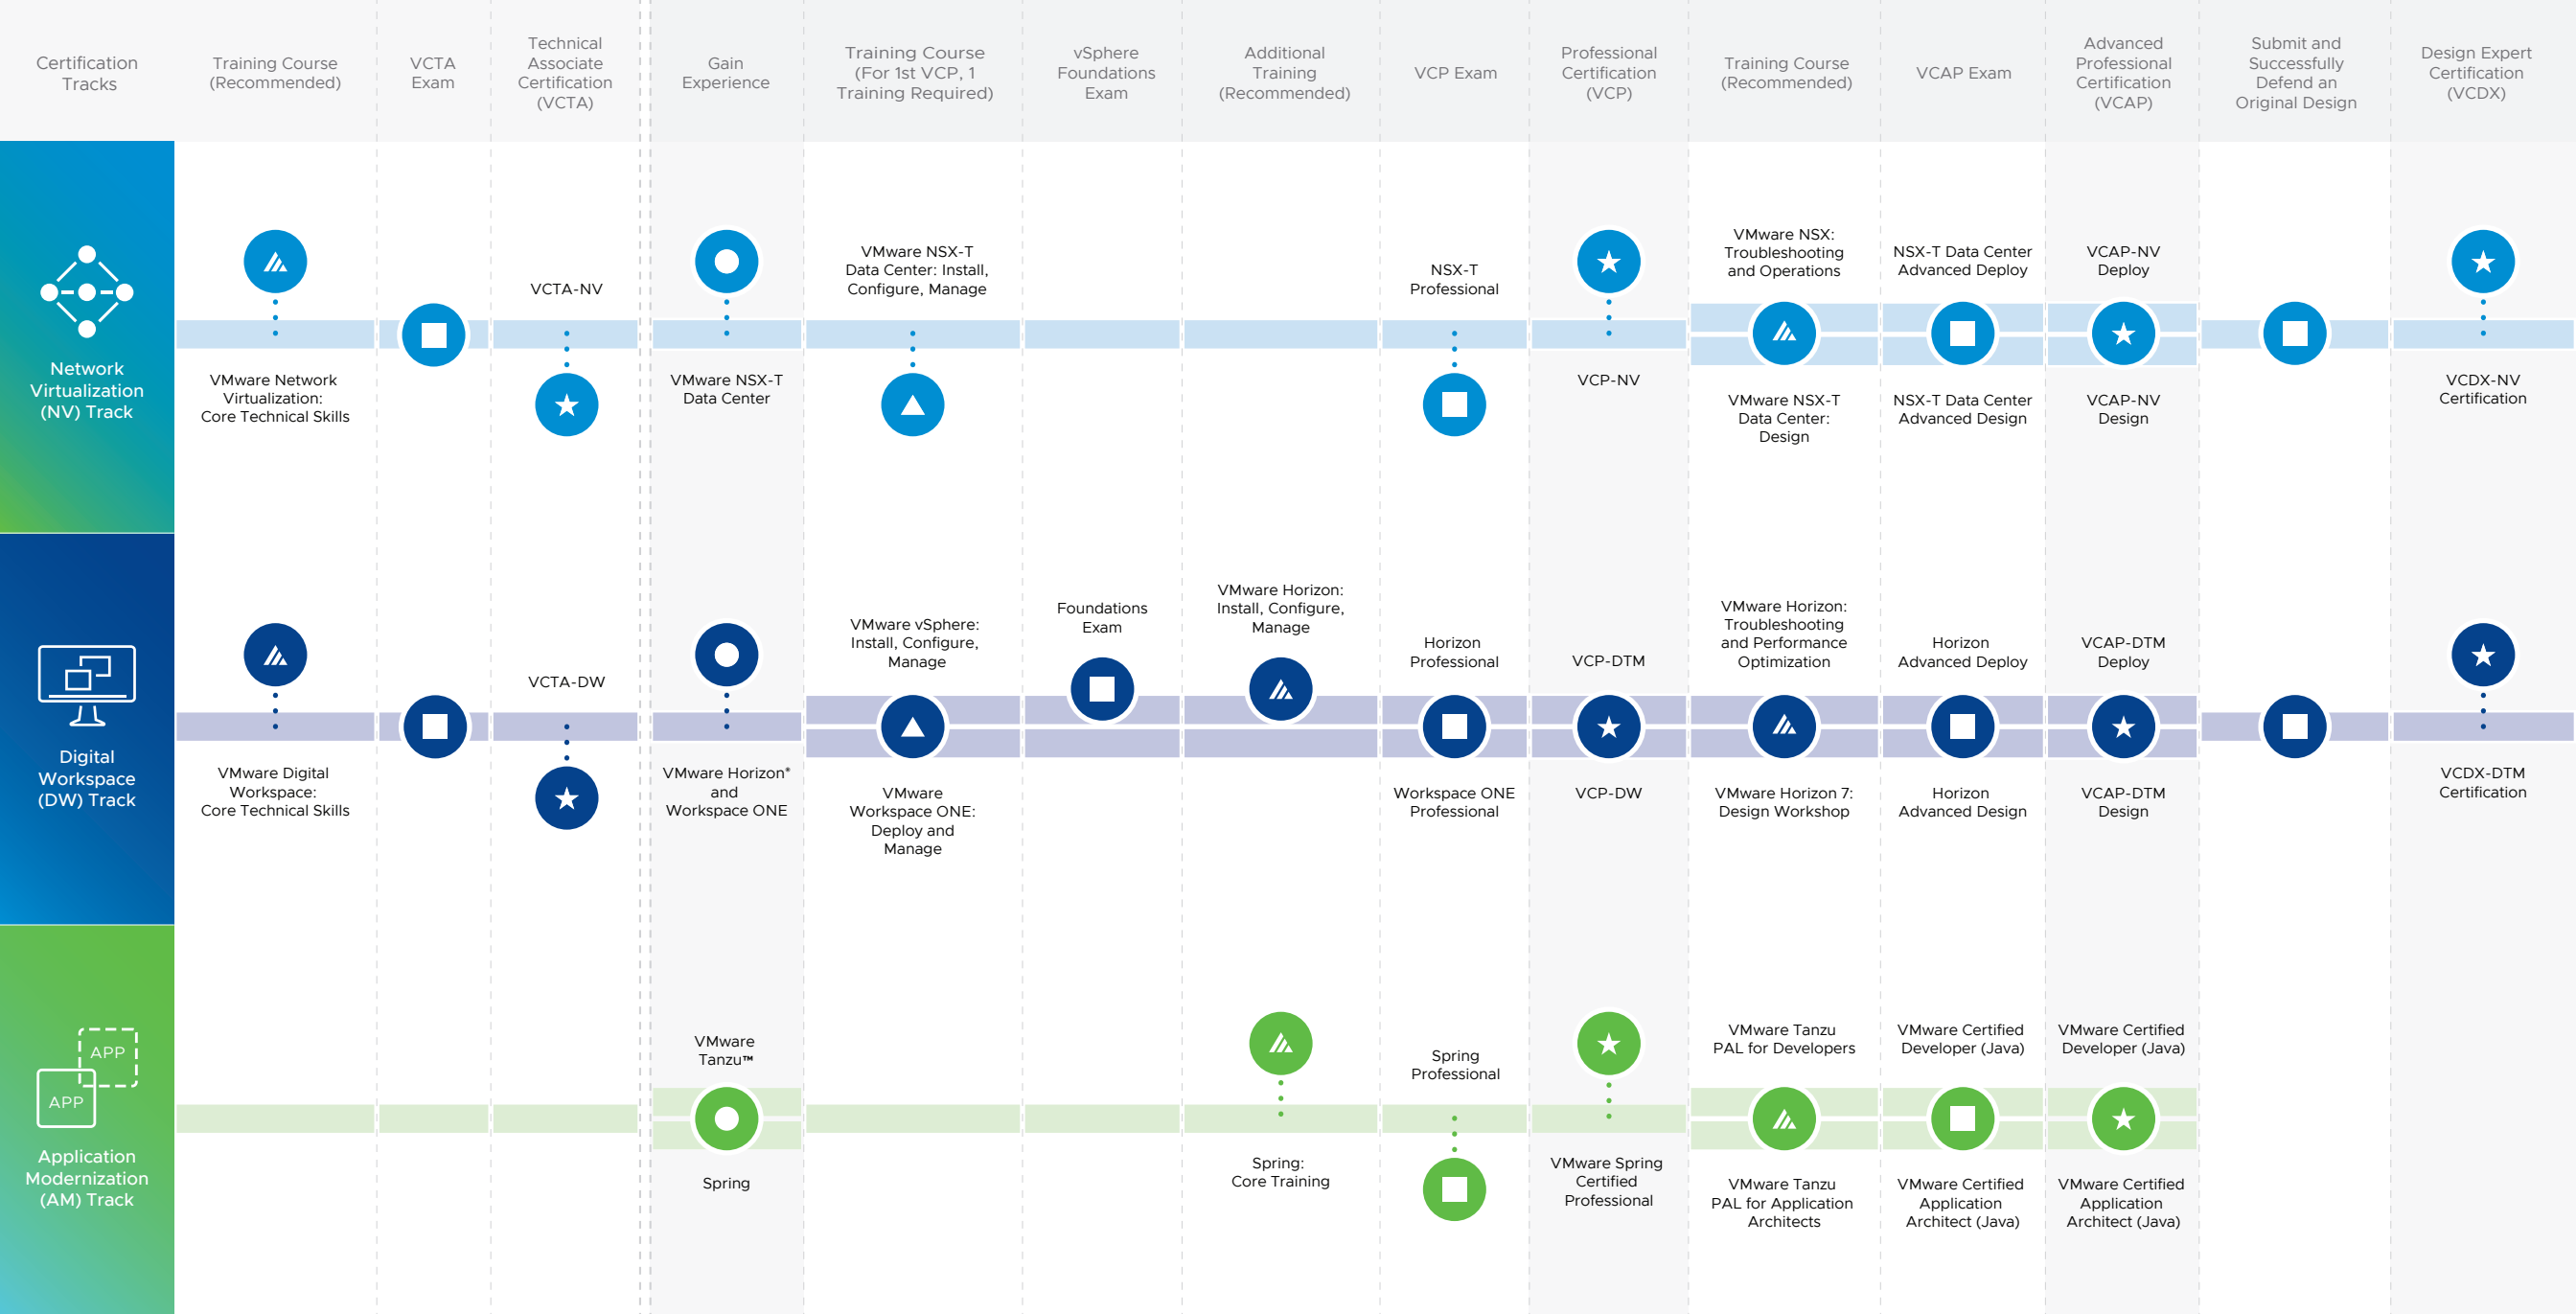 Certification
Tracks
Training Course
(Recommended)
VCTA
Exam
Technical
Associate
Certification
(VCTA)
Gain
Experience
Training Course
(For 1st VCP, 1
Training Required)
vSphere
Foundations
Exam
Additional
Training
(Recommended)
VCP Exam
Professional
Certification
(VCP)
Training Course
(Recommended)
VCAP Exam
Advanced
Professional
Certification
(VCAP)
Submit and
Successfully
Defend an
Original Design
Design Expert
Certification
(VCDX)
Network
Virtualization
(NV) Track
VMware Network
Virtualization:
Core Technical Skills
VCTA-NV
VMware NSX-T
Data Center
VMware NSX-T
Data Center: Install,
Configure, Manage
NSX-T
Professional
VCP-NV
VMware NSX:
Troubleshooting
and Operations
VMware NSX-T
Data Center:
Design
NSX-T Data Center
Advanced Deploy
NSX-T Data Center
Advanced Design
VCAP-NV
Deploy
VCAP-NV
Design
VCDX-NV
Certification
Digital
Workspace
(DW) Track
VMware Digital
Workspace:
Core Technical Skills
VCTA-DW
VMware Horizon®
and
Workspace ONE
VMware vSphere:
Install, Configure,
Manage
VMware
Workspace ONE:
Deploy and
Manage
Foundations
Exam
VMware Horizon:
Install, Configure,
Manage
Horizon
Professional
Workspace ONE
Professional
VCP-DTM
VCP-DW
VMware Horizon:
Troubleshooting
and Performance
Optimization
VMware Horizon 7:
Design Workshop
Horizon
Advanced Deploy
Horizon
Advanced Design
VCAP-DTM
Deploy
VCAP-DTM
Design
VCDX-DTM
Certification
APP
APP
Application
Modernization
(AM) Track
VMware
Tanzu™
Spring
Spring:
Core Training
Spring
Professional
VMware Spring
Certified
Professional
VMware Tanzu
PAL for Developers
VMware Tanzu
PAL for Application
Architects
VMware Certified
Developer (Java)
VMware Certified
Application
Architect (Java)
VMware Certified
Developer (Java)
VMware Certified
Application
Architect (Java)